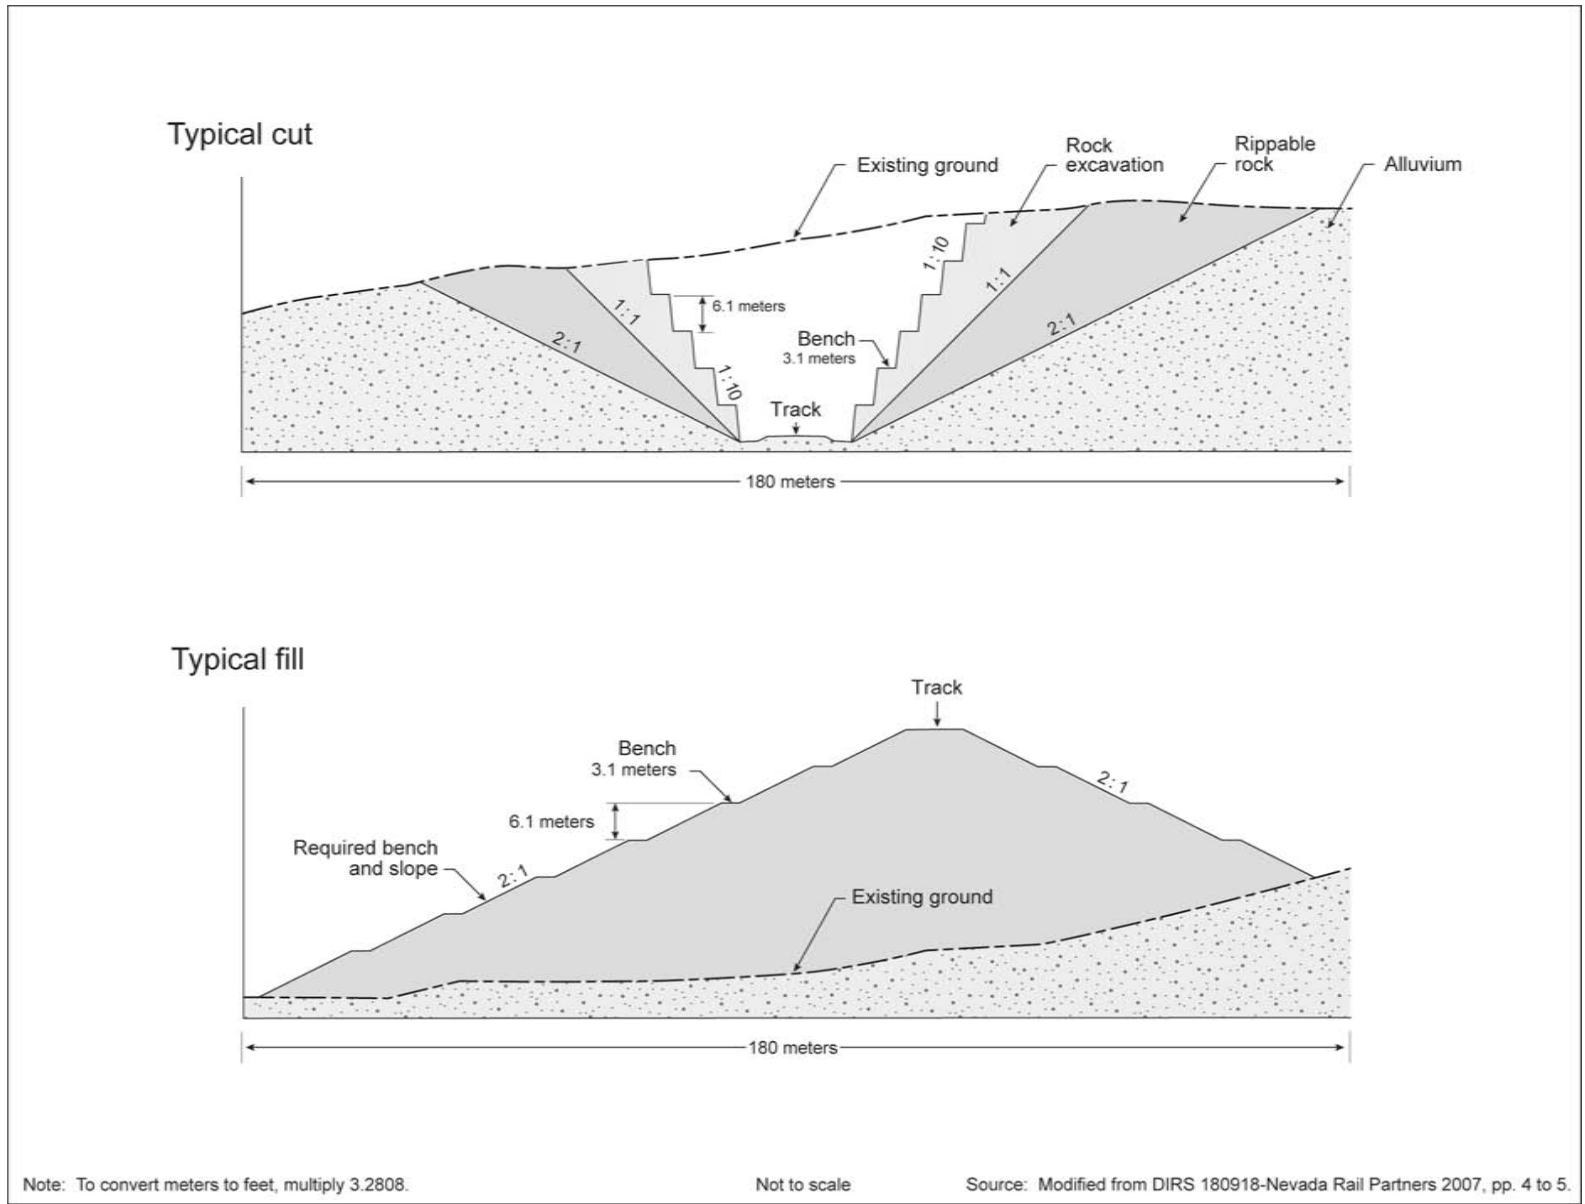 Typical cut
Existing ground
Rock
excavation
Rippable
rock
Alluvium
1:10
1:1
2:1
6.1 meters
1:1
2:1
1:10
Bench
3.1 meters
Track
180 meters
Typical fill
Track
Bench
3.1 meters
2:1
6.1 meters
Required bench
and slope
2:1
Existing ground
180 meters
Note: To convert meters to feet, multiply 3.2808.
Not to scale
Source: Modified from DIRS 180918-Nevada Rail Partners 2007, pp. 4 to 5.